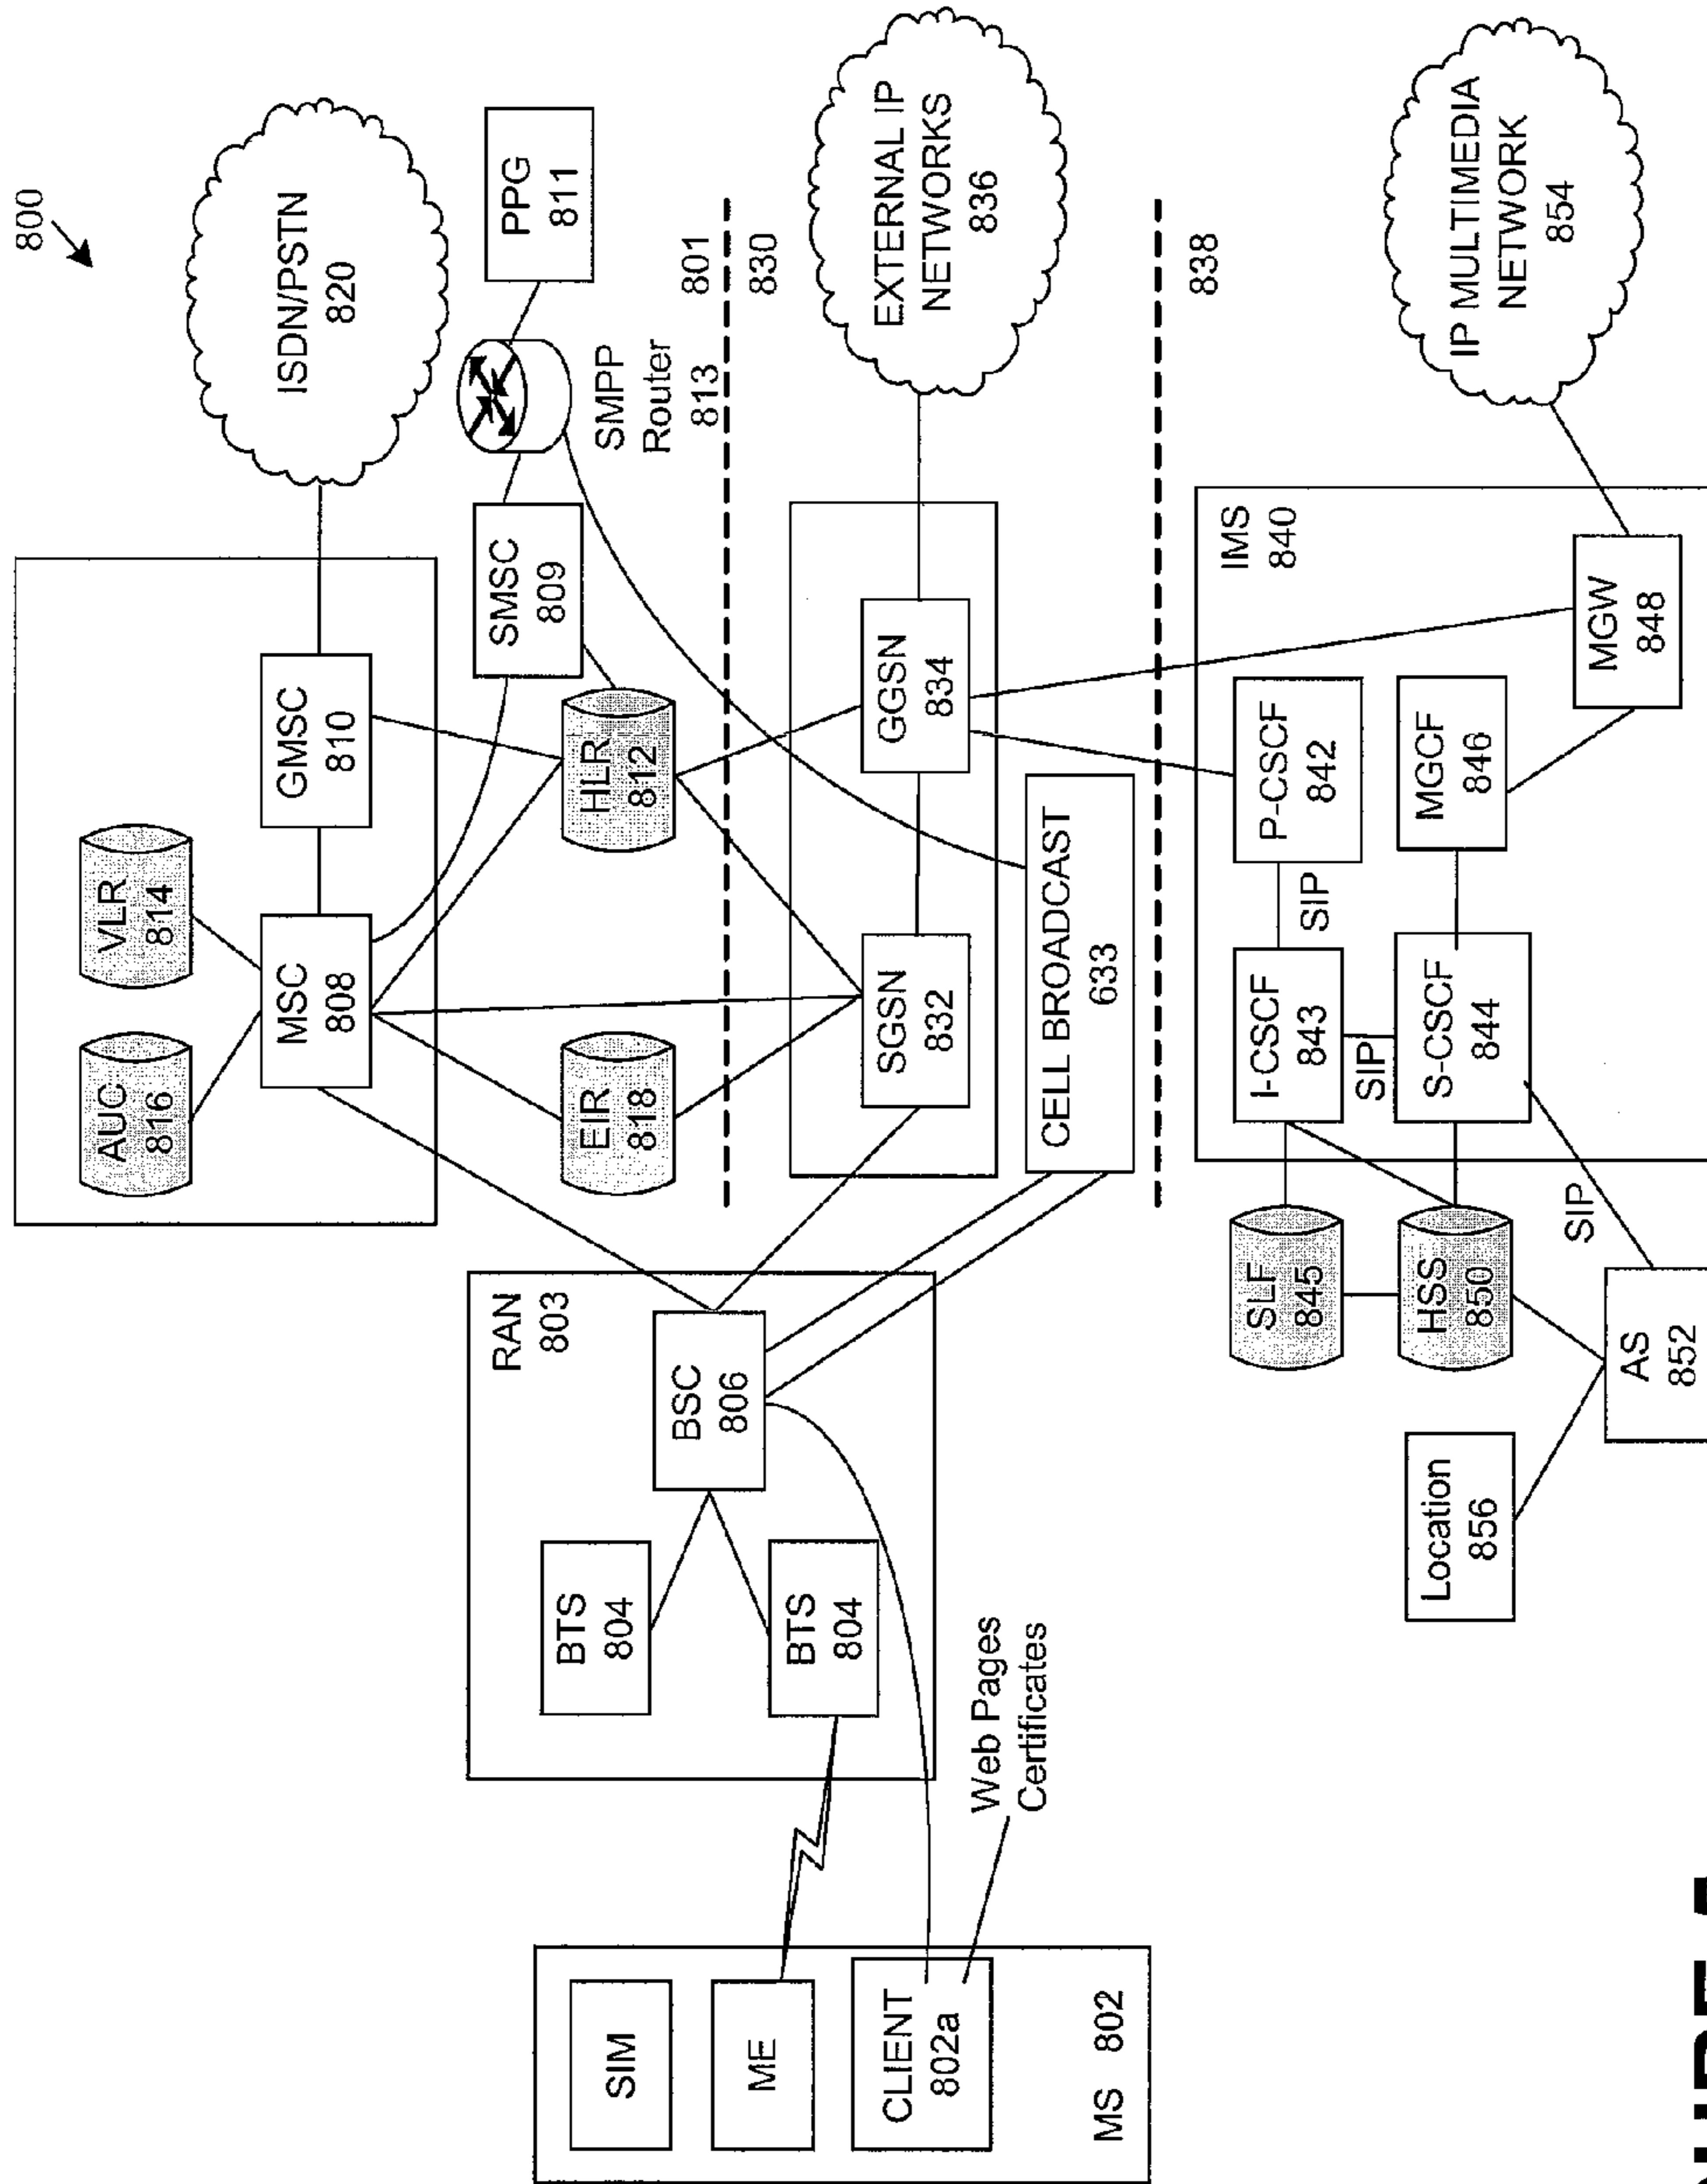 800
ISDN/PSTN
820
VLR
814
AUC
816
GMSC
810
MSC
808
SMSC
809
PPG
811
SMPP
Router
813
HLR
812
EIR
818
801
830
RAN
803
BTS
804
BSC
806
BTS
804
SGSN
832
GGSN
834
EXTERNAL IP
NETWORKS
836
CELL BROADCAST
633
SIM
ME
CLIENT
802a
MS 802
Web Pages
Certificates
838
IMS
840
SLF
845
I-CSCF
843
SIP
P-CSCF
842
SIP
HSS
850
S-CSCF
844
MGCF
846
MGW
848
IP MULTIMEDIA
NETWORK
854
SIP
Location
856
AS
852